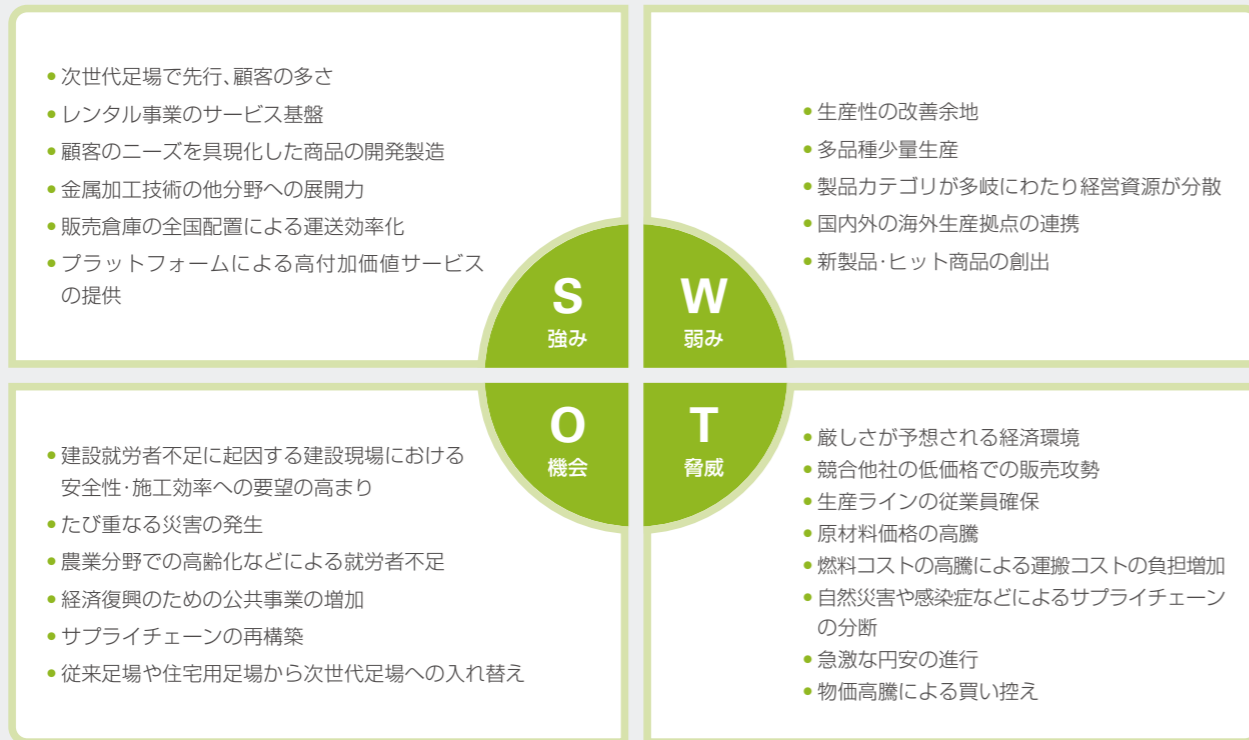 • 次世代足場で先行、顧客の多さ
• レンタル事業のサービス基盤
• 顧客のニーズを具現化した商品の開発製造
• 金属加工技術の他分野への展開力
• 販売倉庫の全国配置による運送効率化
• プラットフォームによる高付加価値サービス
の提供
S
強み
• 生産性の改善余地
• 多品種少量生産
• 製品カテゴリが多岐にわたり経営資源が分散
• 国内外の海外生産拠点の連携
• 新製品・ヒット商品の創出
W
弱み
• 建設就労者不足に起因する建設現場における
安全性・施工効率への要望の高まり
• たび重なる災害の発生
• 農業分野での高齢化などによる就労者不足
• 経済復興のための公共事業の増加
• サプライチェーンの再構築
• 従来足場や住宅用足場から次世代足場への入れ替え
O
機会
T
脅威
• 厳しさが予想される経済環境
• 競合他社の低価格での販売攻勢
• 生産ラインの従業員確保
• 原材料価格の高騰
• 燃料コストの高騰による運搬コストの負担増加
• 自然災害や感染症などによるサプライチェーン
の分断
• 急激な円安の進行
• 物価高騰による買い控え